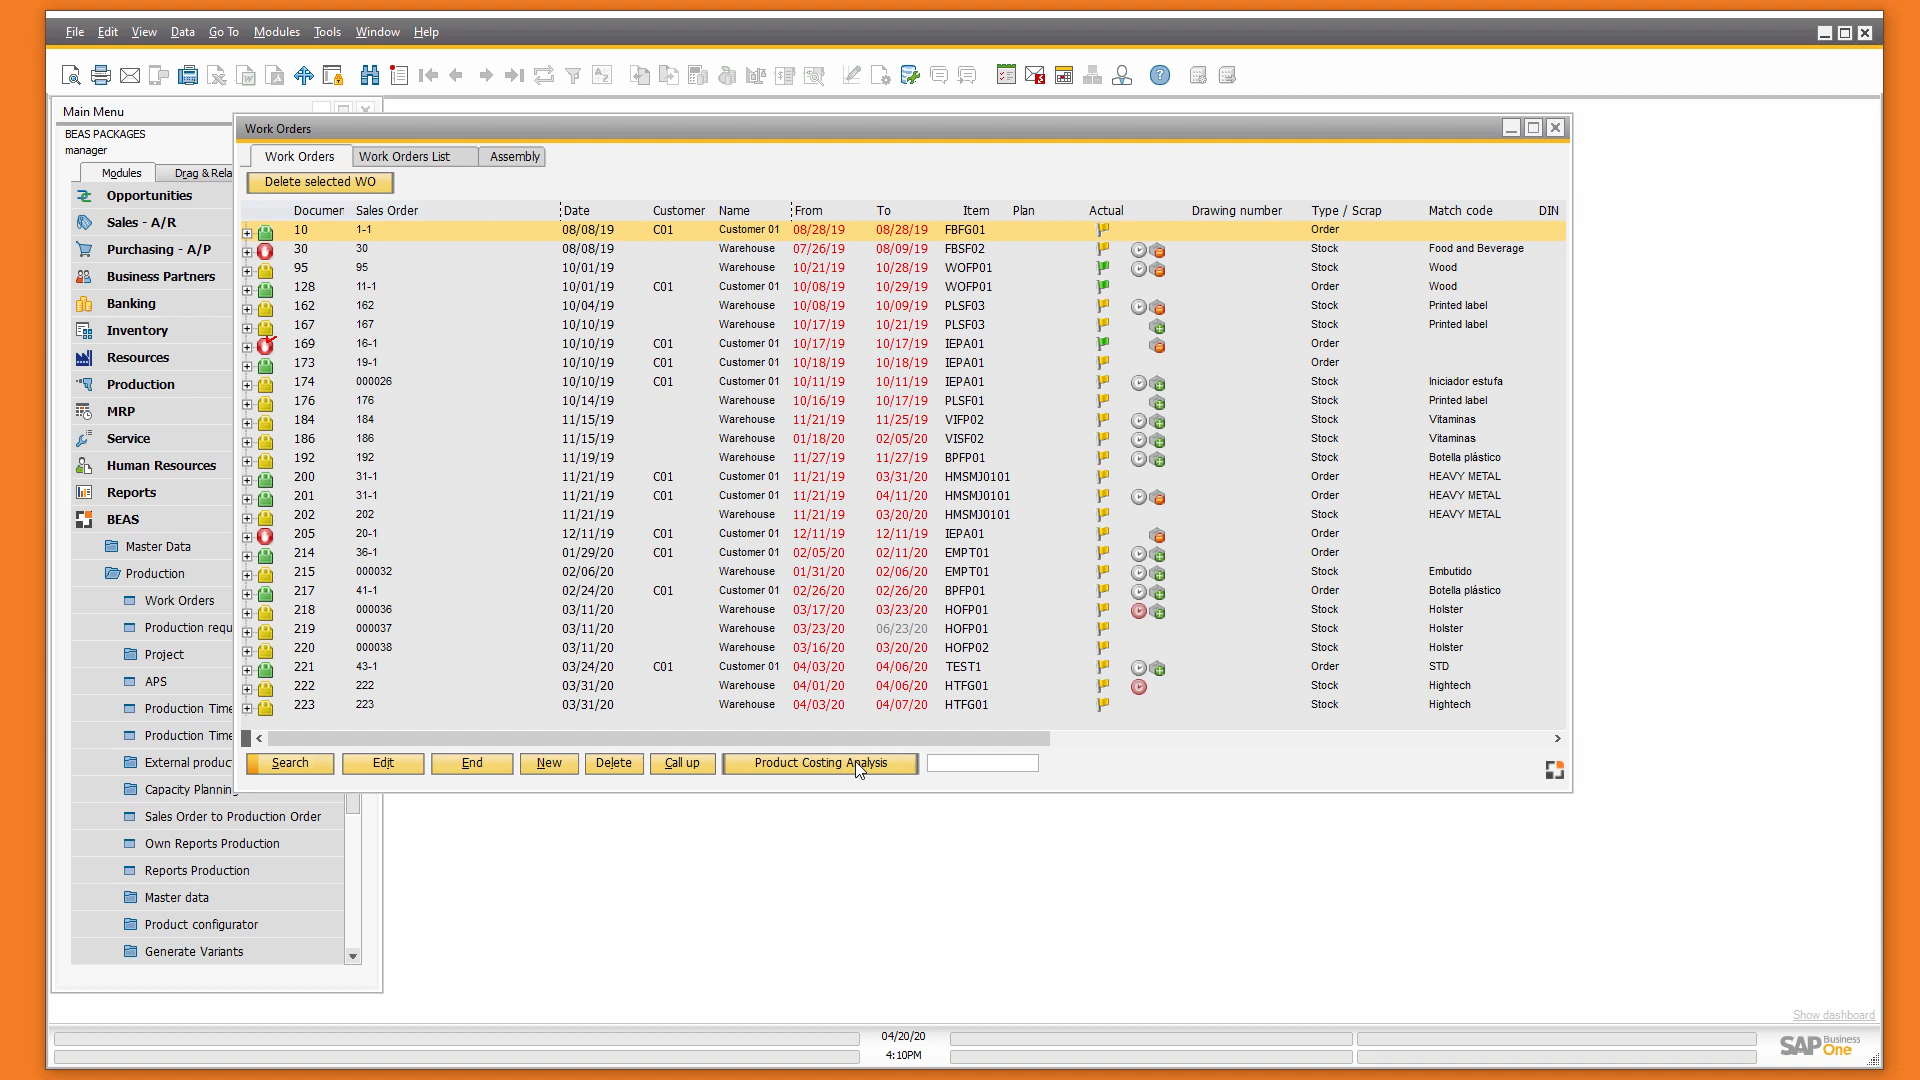 File Edit View Data Go To Modules Tools Window Help
Main Menu
BEAS PACKAGES
manager
Modules Drag & Rela
Opportunities
Sales - A/R
Purchasing - A/P
Business Partners
Banking
Inventory
Resources
Production
MRP
Service
Human Resources
Reports
BEAS
Master Data
Production
Work Orders
Production requ
Project
APS
Production Time
Production Time
External produc
Capacity Planning
Sales Order to Production Order
Own Reports Production
Reports Production
Master data
Product configurator
Generate Variants
Work Orders
Work Orders Work Orders List Assembly
Delete selected WO
Documer Sales Order Date Customer Name From To Item Plan Actual Drawing number Type / Scrap Match code DIN
10 1-1 08/08/19 C01 Customer 01 08/28/19 08/28/19 FBFG01 Order
30 30 08/08/19 Warehouse 07/26/19 08/09/19 FBSF02 Stock Food and Beverage
95 95 10/01/19 Warehouse 10/21/19 10/28/19 WOFP01 Stock Wood
128 11-1 10/01/19 C01 Customer 01 10/08/19 10/29/19 WOFP01 Order Wood
162 162 10/04/19 Warehouse 10/08/19 10/09/19 PLSF03 Stock Printed label
167 167 10/10/19 Warehouse 10/17/19 10/21/19 PLSF03 Stock Printed label
169 16-1 10/10/19 C01 Customer 01 10/17/19 10/17/19 IEPA01 Order
173 19-1 10/10/19 C01 Customer 01 10/18/19 10/18/19 IEPA01 Order
174 000026 10/10/19 C01 Customer 01 10/11/19 10/11/19 IEPA01 Stock Iniciador estufa
176 176 10/14/19 Warehouse 10/16/19 10/17/19 PLSF01 Stock Printed label
184 184 11/15/19 Warehouse 11/21/19 11/25/19 VIFP02 Stock Vitaminas
186 186 11/15/19 Warehouse 01/18/20 02/05/20 VISF02 Stock Vitaminas
192 192 11/19/19 Warehouse 11/27/19 11/27/19 BPFP01 Stock Botella plástico
200 31-1 11/21/19 C01 Customer 01 11/21/19 03/31/20 HMSMJ0101 Order HEAVY METAL
201 31-1 11/21/19 C01 Customer 01 11/21/19 04/11/20 HMSMJ0101 Order HEAVY METAL
202 202 11/21/19 Warehouse 11/21/19 03/20/20 HMSMJ0101 Stock HEAVY METAL
205 20-1 12/11/19 C01 Customer 01 12/11/19 12/11/19 IEPA01 Order
214 36-1 01/29/20 C01 Customer 01 02/05/20 02/11/20 EMPT01 Order
215 000032 02/06/20 Warehouse 01/31/20 02/06/20 EMPT01 Stock Embutido
217 41-1 02/24/20 C01 Customer 01 02/26/20 02/26/20 BPFP01 Order Botella plástico
218 000036 03/11/20 Warehouse 03/17/20 03/23/20 HOFP01 Stock Holster
219 000037 03/11/20 Warehouse 03/23/20 06/23/20 HOFP01 Stock Holster
220 000038 03/11/20 Warehouse 03/16/20 03/20/20 HOFP02 Stock Holster
221 43-1 03/24/20 C01 Customer 01 04/03/20 04/06/20 TEST1 Order STD
222 222 03/31/20 Warehouse 04/01/20 04/06/20 HTFG01 Stock Hightech
223 223 03/31/20 Warehouse 04/03/20 04/07/20 HTFG01 Stock Hightech
Search Edit End New Delete Call up Product Costing Analysis
Show dashboard
04/20/20
4:10PM
SAP Business One